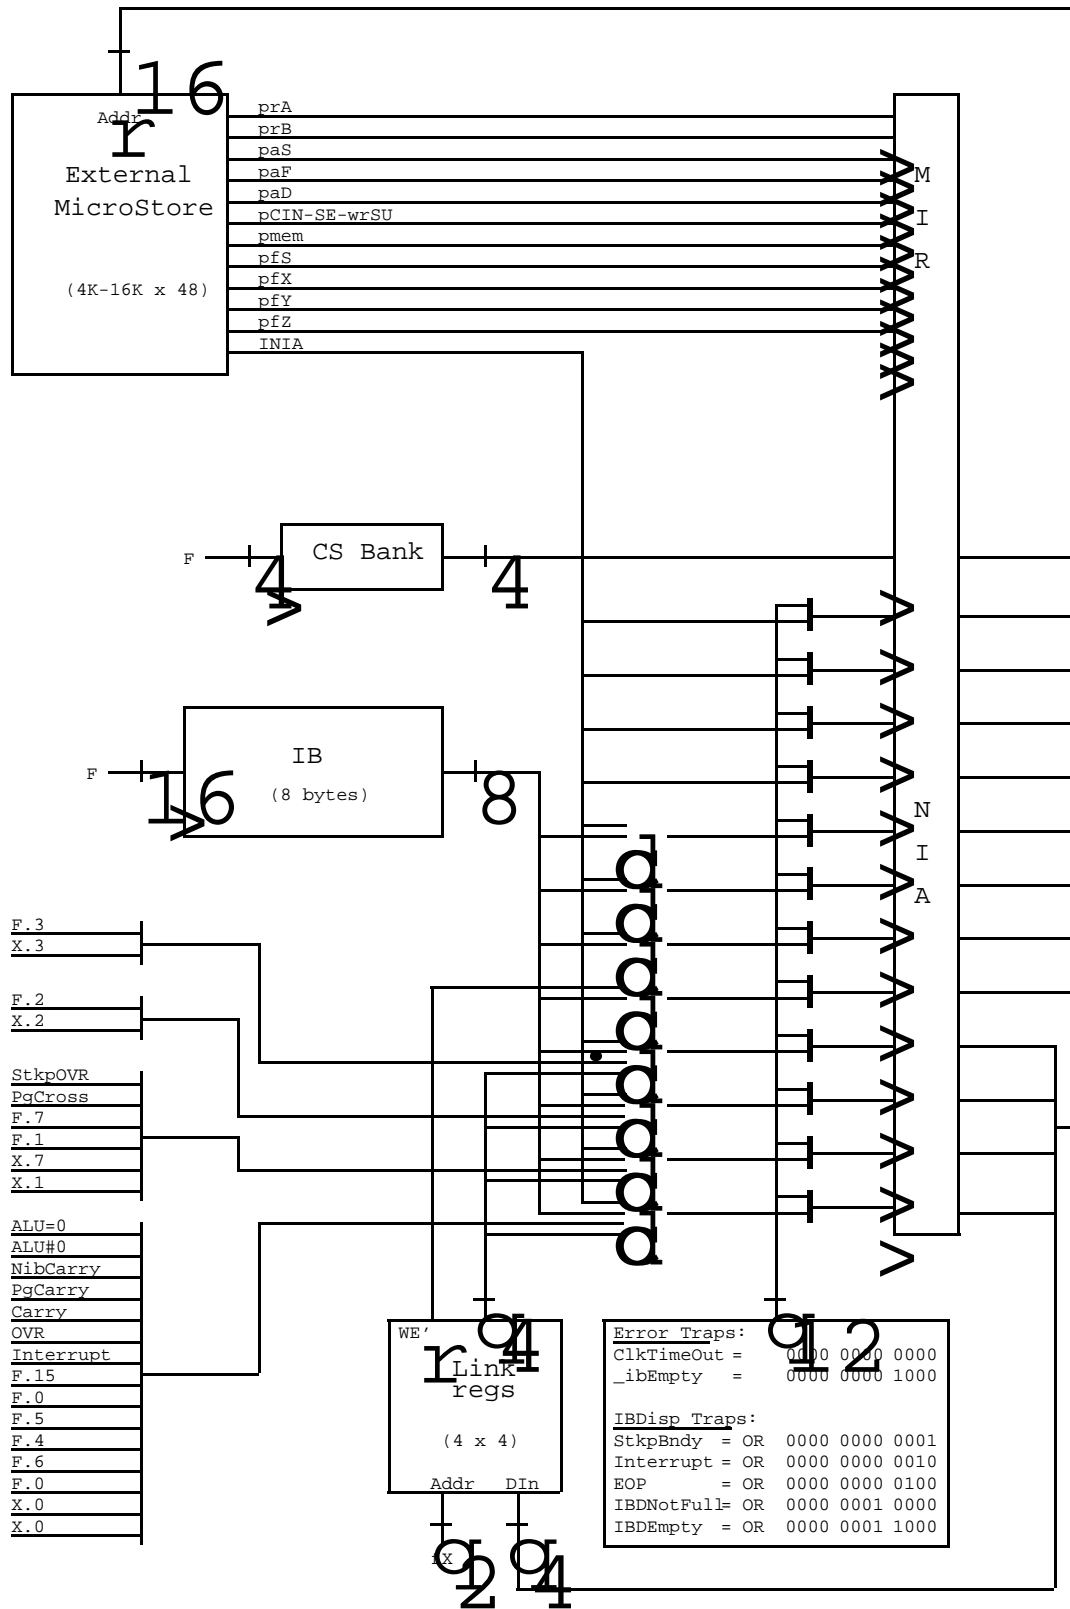 16
Addr
r
External
MicroStore
(4K-16K x 48)
prA
prB
paS
paF
paD
pCIN-SE-wrSU
pmem
pfS
pfX
pfY
pfZ
INIA
M
I
R
F
4
CS Bank
4
F
16
IB
(8 bytes)
8
N
I
A
F.3
X.3
F.2
X.2
StkpOVR
PgCross
F.7
F.1
X.7
X.1
ALU=0
ALU#0
NibCarry
PgCarry
Carry
OVR
Interrupt
F.15
F.0
F.5
F.4
F.6
F.0
X.0
X.0
q
q
q
q
q
q
q
q
WE'
r
q4
Link
regs
(4 x 4)
Addr DIn
q2
q4
q12
Error Traps:
ClkTimeOut = 0000 0000 0000
_ibEmpty = 0000 0000 1000
IBDisp Traps:
StkpBndy = OR 0000 0000 0001
Interrupt = OR 0000 0000 0010
EOP = OR 0000 0000 0100
IBDNotFull= OR 0000 0001 0000
IBDEmpty = OR 0000 0001 1000